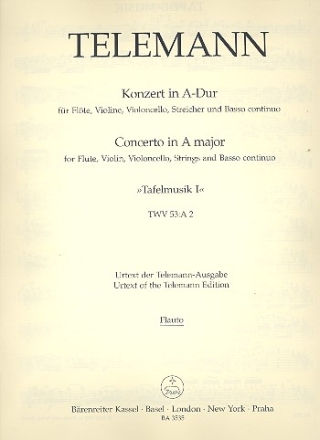 TELEMANN
Konzert in A-Dur
für Flöte, Violine, Violoncello, Streicher und Basso continuo
Concerto in A major
for Flute, Violin, Violoncello, Strings and Basso continuo
»Tafelmusik I«
TWV 53:A 2
Urtext der Telemann-Ausgabe
Urtext of the Telemann Edition
Flauto
Bärenreiter Kassel · Basel · London · New York · Praha
BA 3535